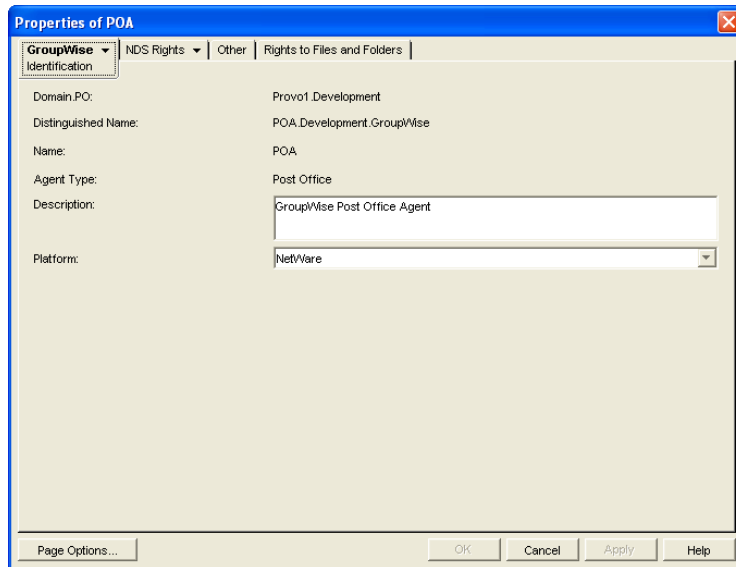 Properties of POA
GroupWise NDS Rights Other Rights to Files and Folders
Identification
Domain.PO: Provo1.Development
Distinguished Name: POA.Development.GroupWise
Name: POA
Agent Type: Post Office
Description: GroupWise Post Office Agent
Platform: NetWare
Page Options... OK Cancel Apply Help